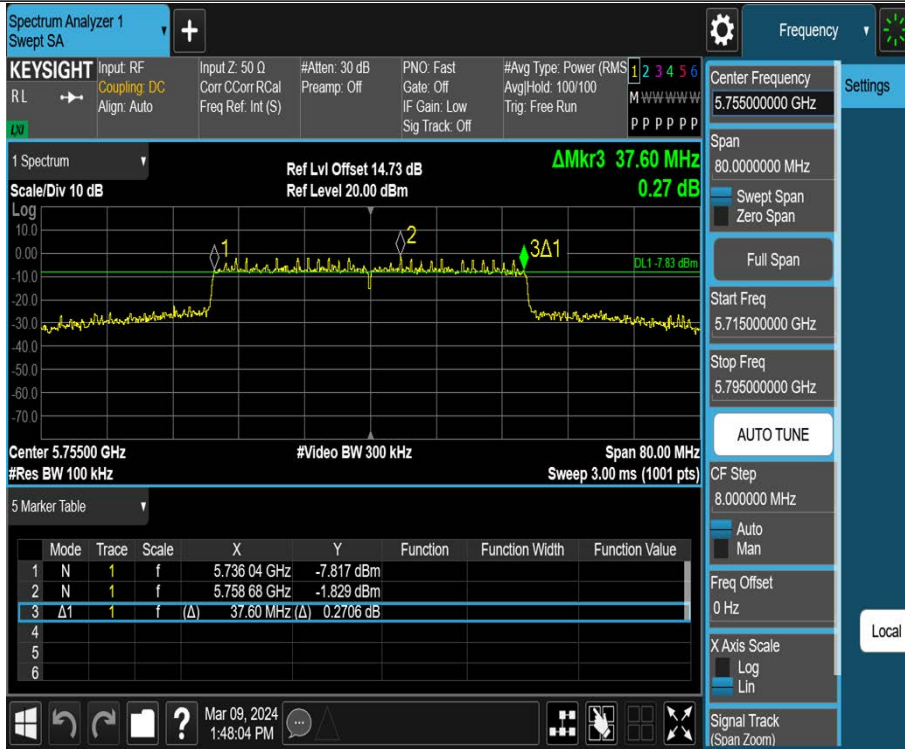 Spectrum Analyzer 1
Swept SA
+
Frequency
KEYSIGHT
RL
LXI
Input: RF
Coupling: DC
Align: Auto
Input Z: 50 Ω
Corr CCorr RCal
Freq Ref: Int (S)
#Atten: 30 dB
Preamp: Off
PNO: Fast
Gate: Off
IF Gain: Low
Sig Track: Off
#Avg Type: Power (RMS
Avg|Hold: 100/100
Trig: Free Run
1 2 3 4 5 6
M W W W W W
P P P P P P
1 Spectrum
Scale/Div 10 dB
Ref Lvl Offset 14.73 dB
Ref Level 20.00 dBm
ΔMkr3 37.60 MHz
0.27 dB
Log
10.0
0.00
-10.0
-20.0
-30.0
-40.0
-50.0
-60.0
-70.0
1
2
3Δ1
DL1 -7.83 dBm
Center 5.75500 GHz
#Video BW 300 kHz
Span 80.00 MHz
#Res BW 100 kHz
Sweep 3.00 ms (1001 pts)
5 Marker Table
Mode Trace Scale X Y Function Function Width Function Value
1 N 1 f 5.736 04 GHz -7.817 dBm
2 N 1 f 5.758 68 GHz -1.829 dBm
3 Δ1 1 f (Δ) 37.60 MHz (Δ) 0.2706 dB
4
5
6
?
Mar 09, 2024
1:48:04 PM
Center Frequency
5.755000000 GHz
Span
80.0000000 MHz
Swept Span
Zero Span
Full Span
Start Freq
5.715000000 GHz
Stop Freq
5.795000000 GHz
AUTO TUNE
CF Step
8.000000 MHz
Auto
Man
Freq Offset
0 Hz
X Axis Scale
Log
Lin
Signal Track
(Span Zoom)
Settings
Local